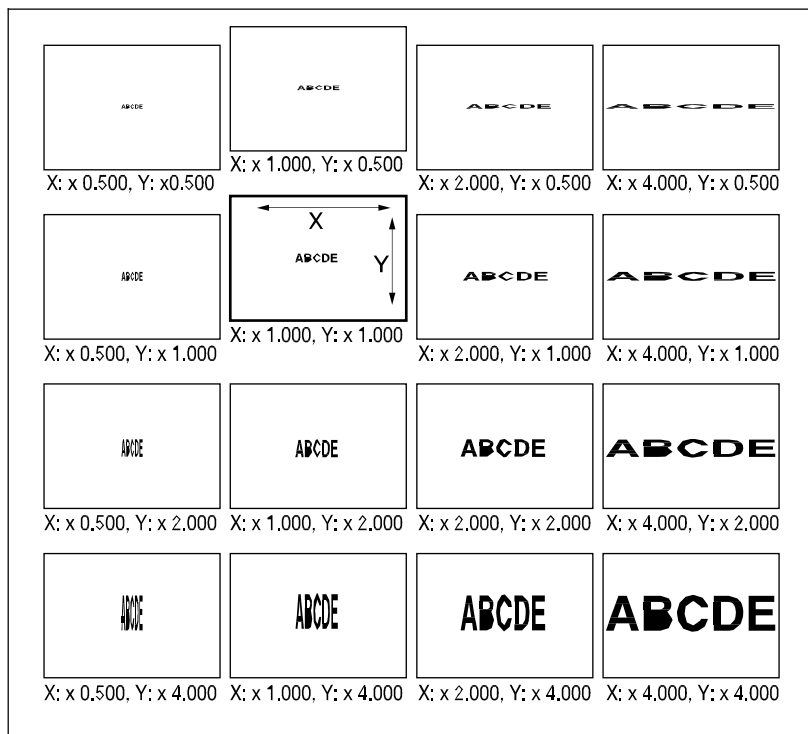 ABCDE
ABCDE
ABCDE
ABCDE
X: x 0.500, Y: x0.500
X: x 1.000, Y: x 0.500
X: x 2.000, Y: x 0.500
X: x 4.000, Y: x 0.500
X
Y
ABCDE
ABCDE
ABCDE
ABCDE
X: x 0.500, Y: x 1.000
X: x 1.000, Y: x 1.000
X: x 2.000, Y: x 1.000
X: x 4.000, Y: x 1.000
ABCDE
ABCDE
ABCDE
ABCDE
X: x 0.500, Y: x 2.000
X: x 1.000, Y: x 2.000
X: x 2.000, Y: x 2.000
X: x 4.000, Y: x 2.000
ABCDE
ABCDE
ABCDE
ABCDE
X: x 0.500, Y: x 4.000
X: x 1.000, Y: x 4.000
X: x 2.000, Y: x 4.000
X: x 4.000, Y: x 4.000